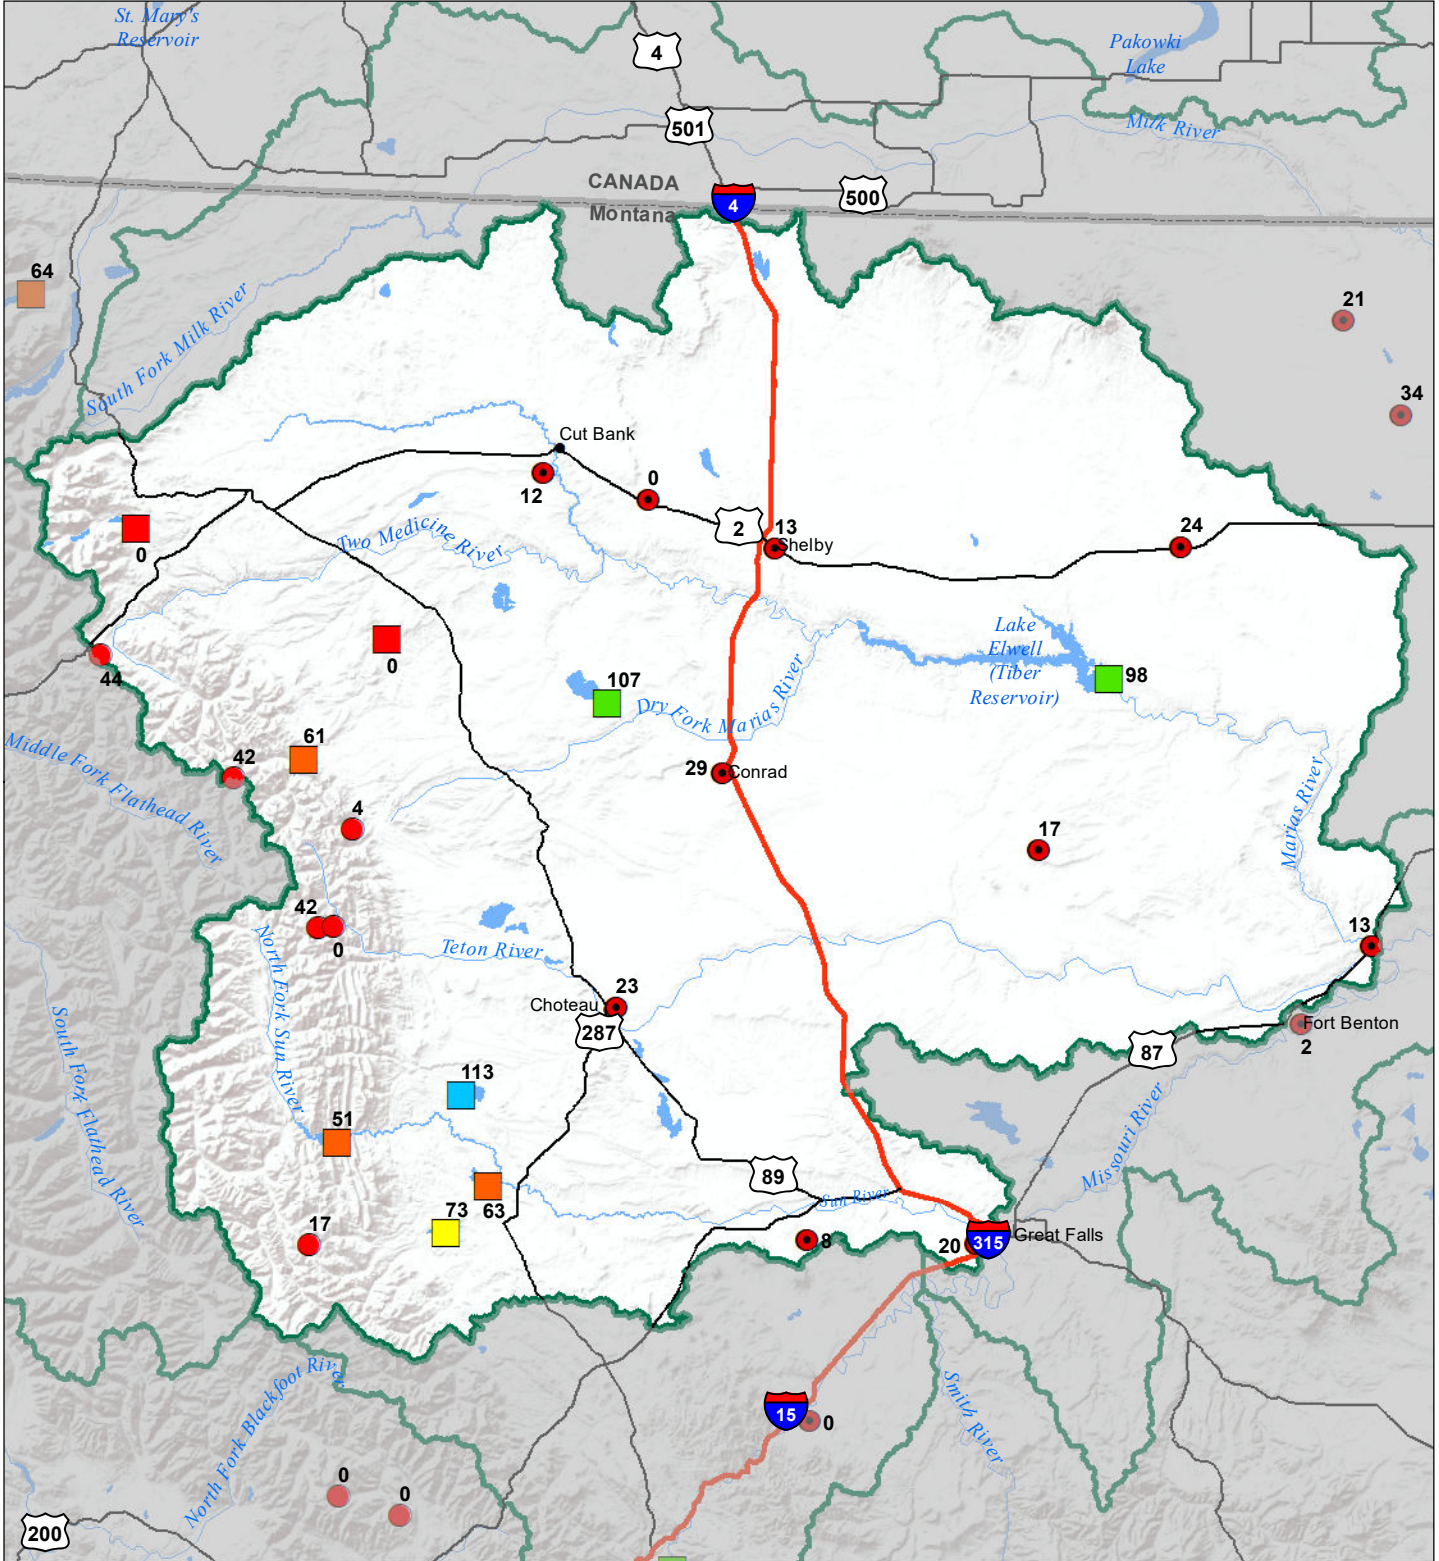 St. Mary's
Reservoir
4
Pakowki
Lake
501
Milk River
CANADA
Montana
4
500
64
21
South Fork Milk River
34
Cut Bank
12
0
2
13
Shelby
24
0
Two Medicine River
Lake
Elwell
(Tiber
Reservoir)
0
44
107
98
Dry Fork Marias River
Middle Fork Flathead River
42
61
29
Conrad
Marias River
4
17
42
0
13
North Fork Sun River
Teton River
23
Choteau
287
Fort Benton
2
87
South Fork Flathead River
113
51
Missouri River
89
63
73
Sun River
17
8
20
315
Great Falls
North Fork Blackfoot River
Smith River
15
0
0
0
200